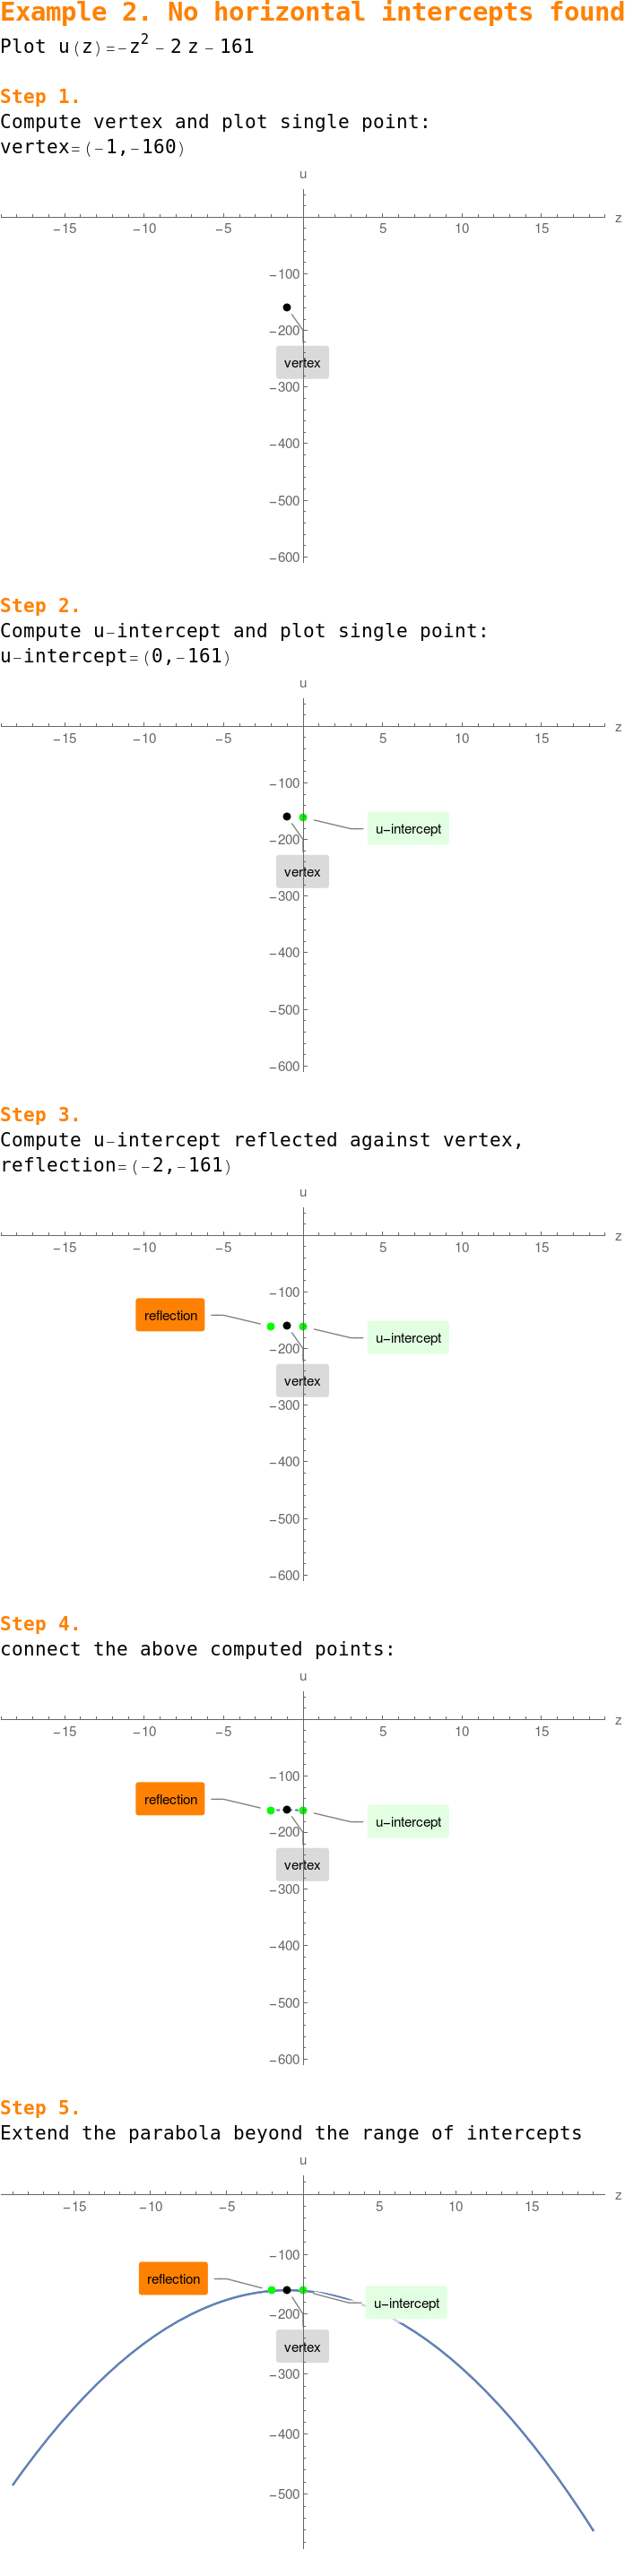 Example 2. No horizontal intercepts found
Plot u(z)=-z² - 2 z - 161
Step 1.
Compute vertex and plot single point:
vertex=(-1,-160)
u
z
-15 -10 -5 5 10 15
-100
-200
vertex
-300
-400
-500
-600
Step 2.
Compute u-intercept and plot single point:
u-intercept=(0,-161)
u
z
-15 -10 -5 5 10 15
-100
u-intercept
-200
vertex
-300
-400
-500
-600
Step 3.
Compute u-intercept reflected against vertex,
reflection=(-2,-161)
u
z
-15 -10 -5 5 10 15
-100
reflection
u-intercept
-200
vertex
-300
-400
-500
-600
Step 4.
connect the above computed points:
u
z
-15 -10 -5 5 10 15
-100
reflection
u-intercept
-200
vertex
-300
-400
-500
-600
Step 5.
Extend the parabola beyond the range of intercepts
u
z
-15 -10 -5 5 10 15
-100
reflection
u-intercept
-200
vertex
-300
-400
-500